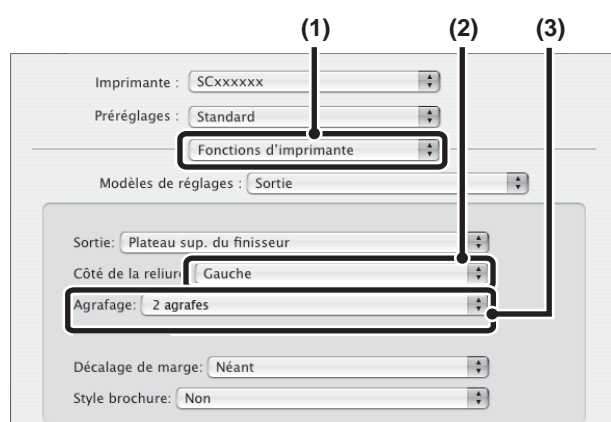 (1) (2) (3)
Imprimante : SCxxxxxx
Préréglages : Standard
Fonctions d'imprimante
Modèles de réglages : Sortie
Sortie: Plateau sup. du finisseur
Côté de la reliure Gauche
Agrafage: 2 agrafes
Décalage de marge: Néant
Style brochure: Non